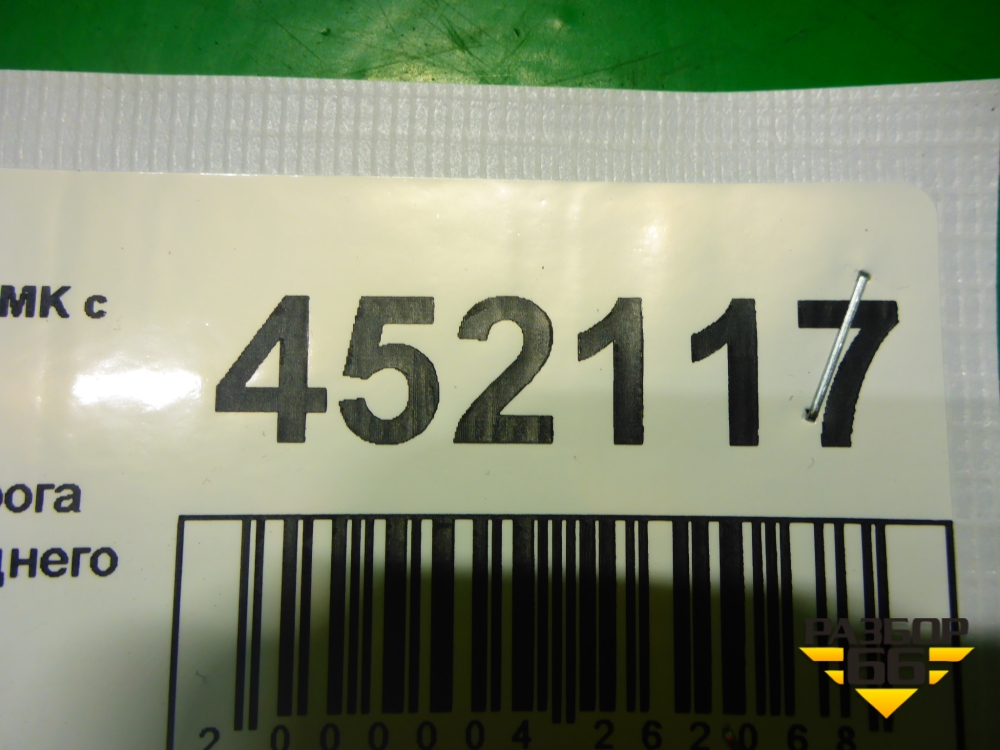 МК с
452117
рога
днего
2 000004 262068
РАЗБОР
66